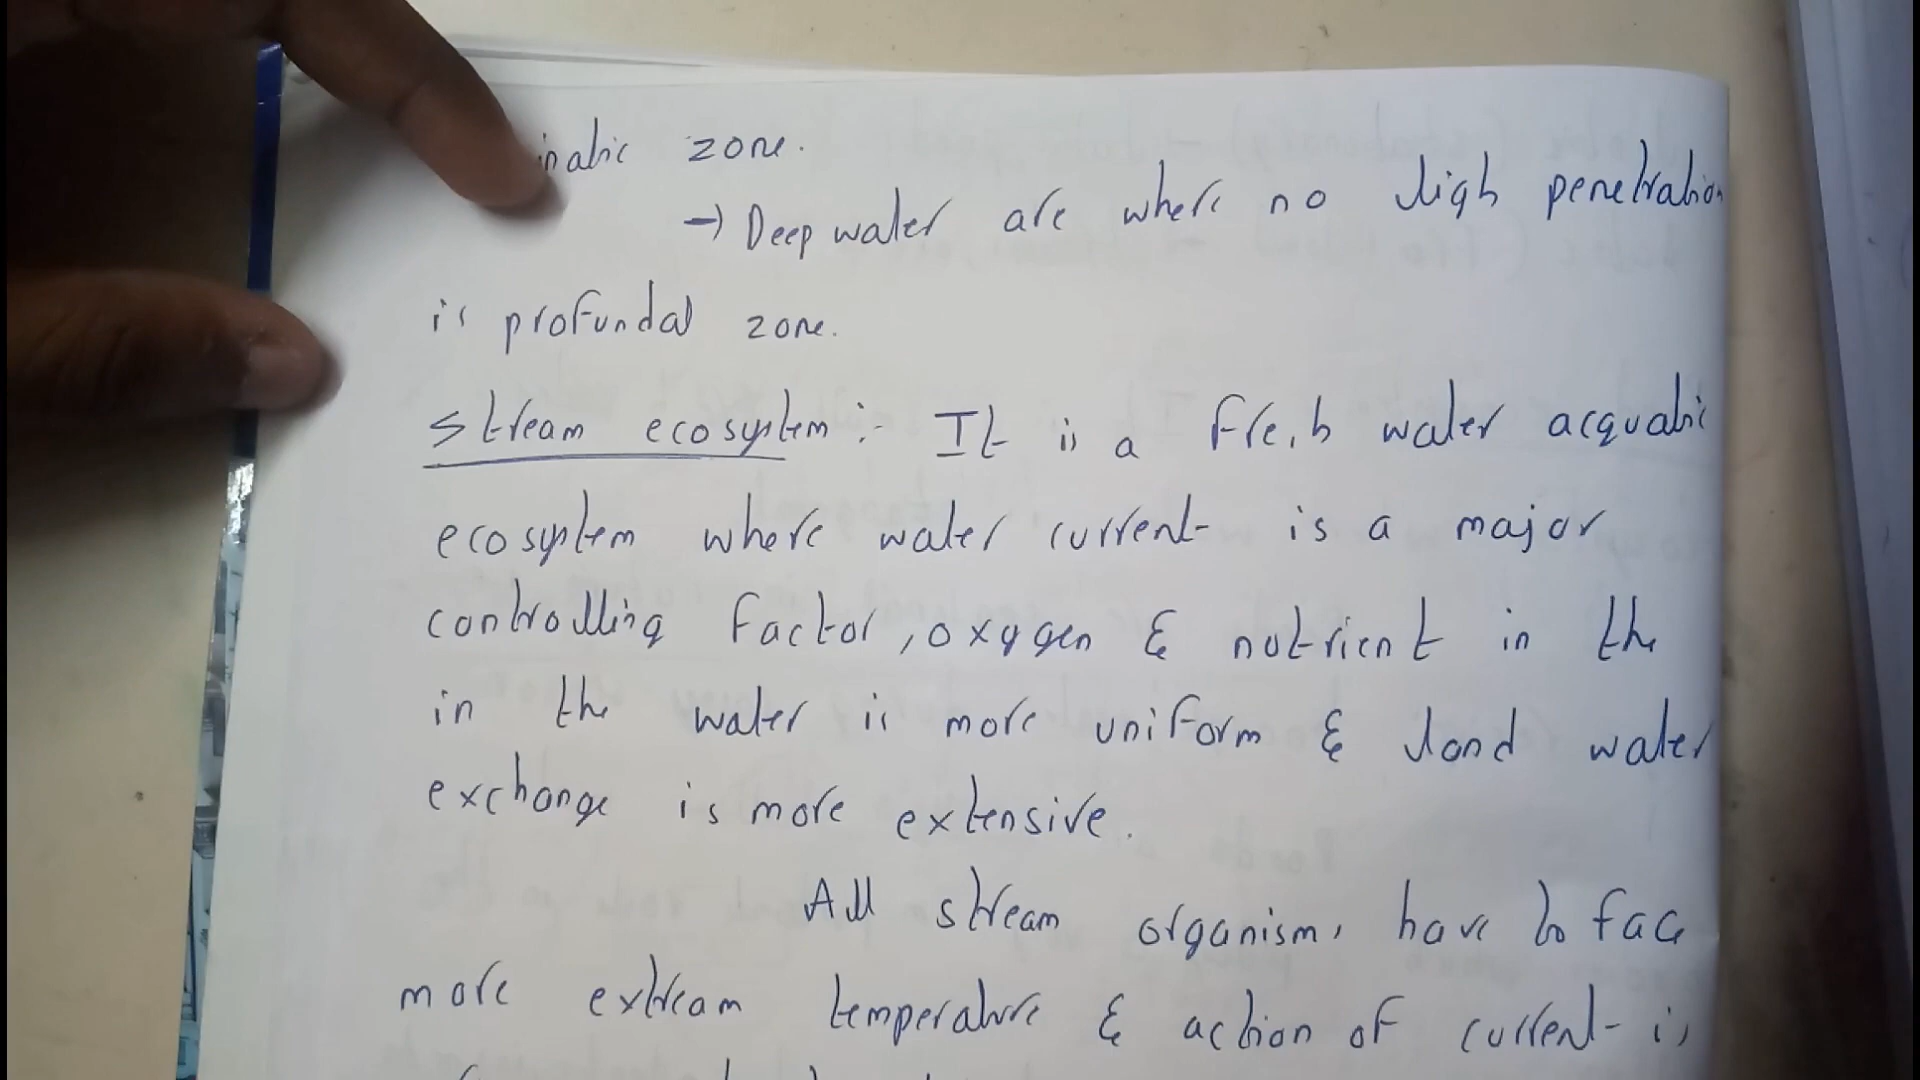 zone.
→ Deep water are where no ligh penetration
is profundal zone.
stream ecosystem :- It is a fresh water acquatic
ecosystem where water current is a major
controlling factor, oxygen & nutrient in the
in the water is more uniform & land water
exchange is more extensive.
All stream organisms have to face
more extream temperature & action of current is